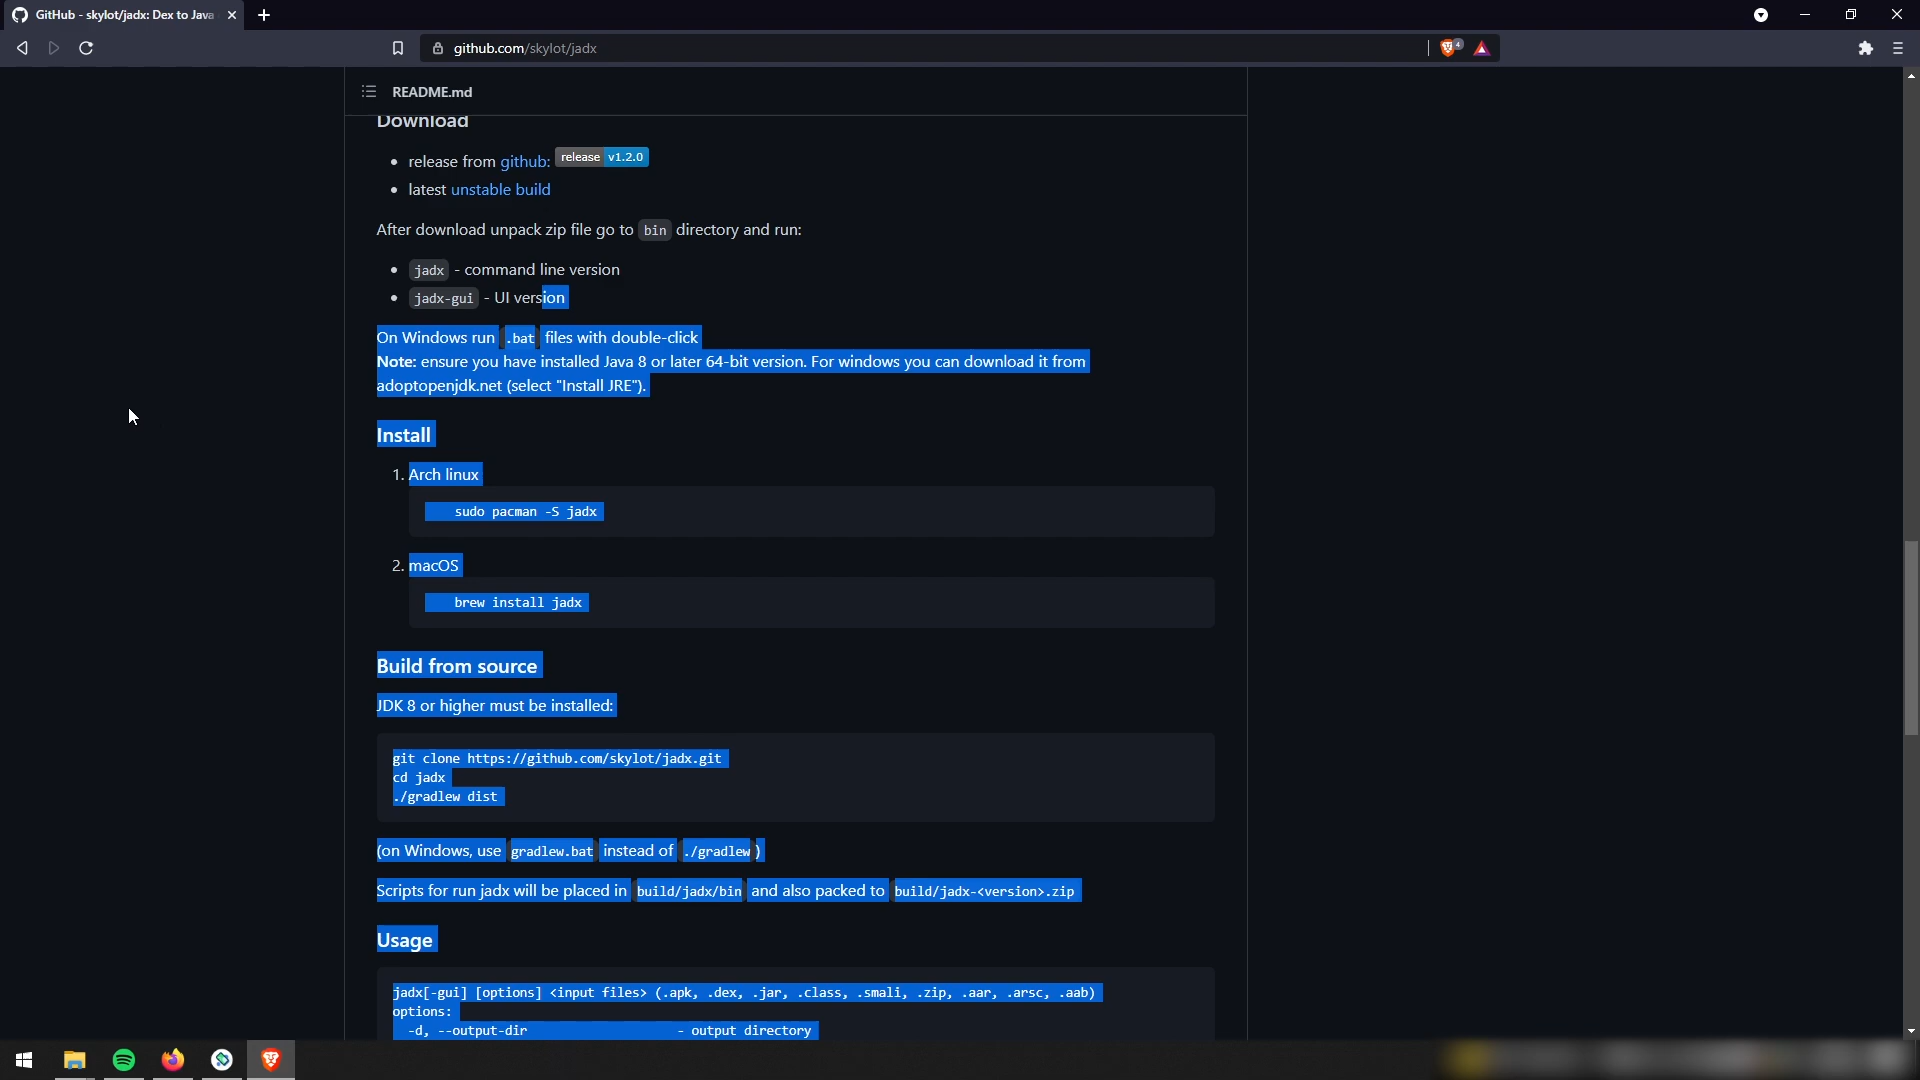 GitHub - skylot/jadx: Dex to Java
github.com/skylot/jadx
4
README.md
Download
release from github: release v1.2.0
latest unstable build
After download unpack zip file go to bin directory and run:
jadx - command line version
jadx-gui - UI version
On Windows run .bat files with double-click
Note: ensure you have installed Java 8 or later 64-bit version. For windows you can download it from
adoptopenjdk.net (select "Install JRE").
Install
1. Arch linux
sudo pacman -S jadx
2. macOS
brew install jadx
Build from source
JDK 8 or higher must be installed:
git clone https://github.com/skylot/jadx.git
cd jadx
./gradlew dist
(on Windows, use gradlew.bat instead of ./gradlew )
Scripts for run jadx will be placed in build/jadx/bin and also packed to build/jadx-<version>.zip
Usage
jadx[-gui] [options] <input files> (.apk, .dex, .jar, .class, .smali, .zip, .aar, .arsc, .aab)
options:
-d, --output-dir - output directory